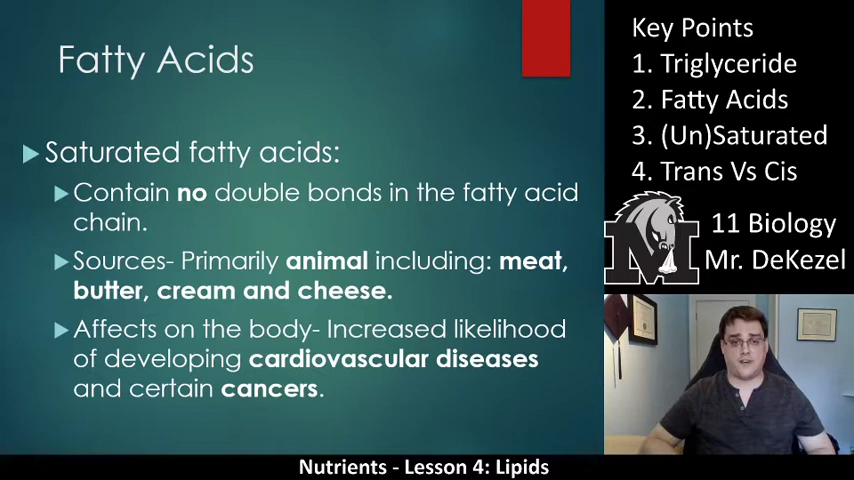 Fatty Acids
Saturated fatty acids:
Contain no double bonds in the fatty acid
chain.
Sources- Primarily animal including: meat,
butter, cream and cheese.
Affects on the body- Increased likelihood
of developing cardiovascular diseases
and certain cancers.
Key Points
1. Triglyceride
2. Fatty Acids
3. (Un)Saturated
4. Trans Vs Cis
M
11 Biology
Mr. DeKezel
Nutrients - Lesson 4: Lipids